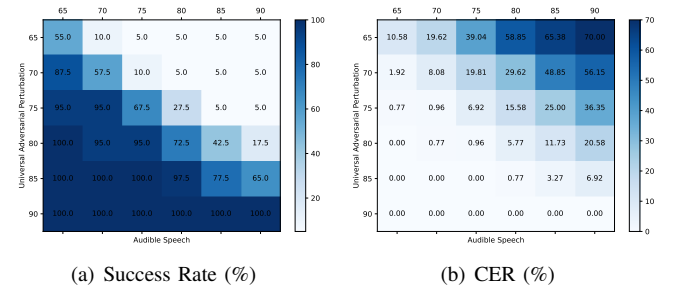 65 70 75 80 85 90
65 55.0 10.0 5.0 5.0 5.0 5.0
70 87.5 57.5 10.0 5.0 5.0 5.0
75 95.0 95.0 67.5 27.5 5.0 5.0
80 100.0 95.0 95.0 72.5 42.5 17.5
85 100.0 100.0 100.0 97.5 77.5 65.0
90 100.0 100.0 100.0 100.0 100.0 100.0
Universal Adversarial Perturbation
Audible Speech
100
80
60
40
20
(a) Success Rate (%)
65 70 75 80 85 90
65 10.58 19.62 39.04 58.85 65.38 70.00
70 1.92 8.08 19.81 29.62 48.85 56.15
75 0.77 0.96 6.92 15.58 25.00 36.35
80 0.00 0.77 0.96 5.77 11.73 20.58
85 0.00 0.00 0.00 0.77 3.27 6.92
90 0.00 0.00 0.00 0.00 0.00 0.00
Universal Adversarial Perturbation
Audible Speech
70
60
50
40
30
20
10
0
(b) CER (%)